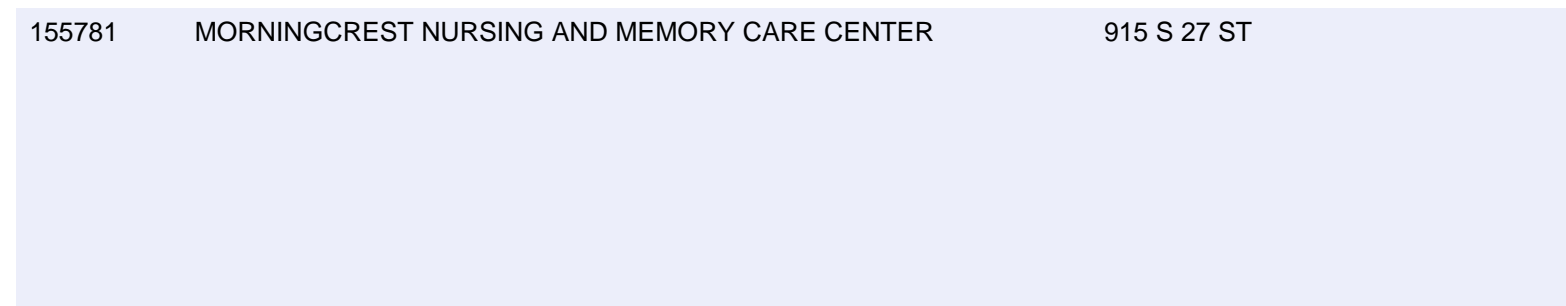 155781 MORNINGCREST NURSING AND MEMORY CARE CENTER 915 S 27 ST